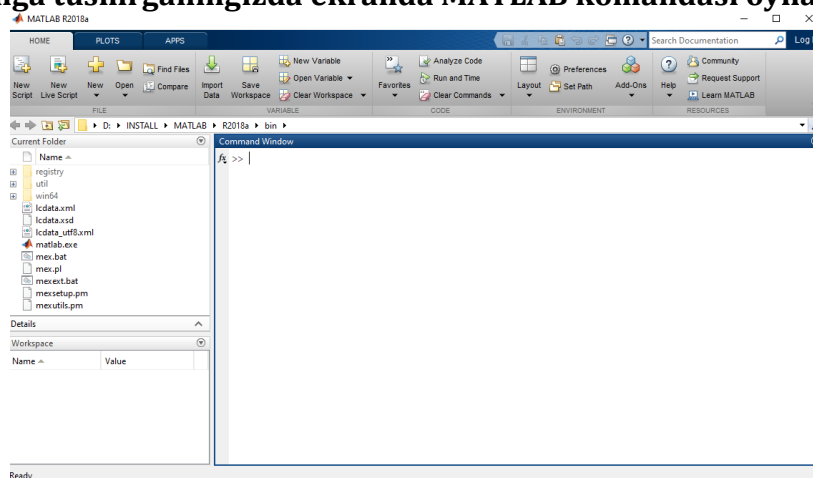 tushirganimgizda ekranda MATLAB komandasi
MATLAB R2018a
HOME PLOTS APPS
Search Documentation
Log
New Script
New Live Script
New
Open
Find Files
Compare
Import Data
Save Workspace
New Variable
Open Variable
Clear Workspace
Favorites
Analyze Code
Run and Time
Clear Commands
Layout
Preferences
Set Path
Add-Ons
Help
Community
Request Support
Learn MATLAB
FILE VARIABLE CODE ENVIRONMENT RESOURCES
D: INSTALL MATLAB R2018a bin
Current Folder
Name
registry
util
win64
lcdata.xml
lcdata.xsd
lcdata_utf8.xml
matlab.exe
mex.bat
mex.pl
mexext.bat
mexsetup.pm
mexutils.pm
Details
Workspace
Name Value
Command Window
fx >>
Ready